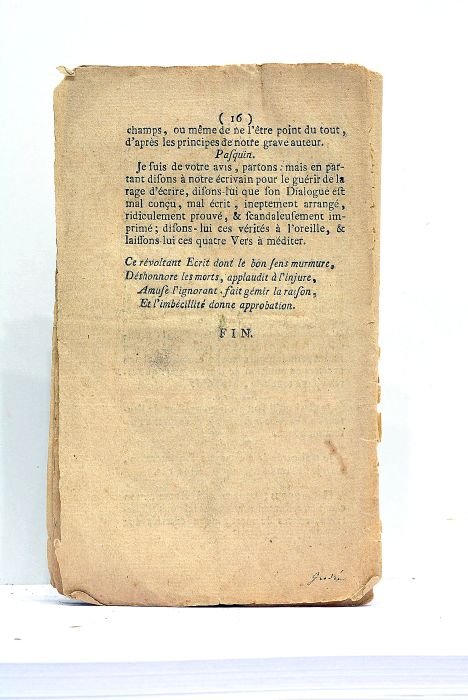 ( 16 )
champs, ou même de ne l'être point du tout,
d'après les principes de notre grave auteur.
Pasquin.
Je ſuis de votre avis, partons : mais en par-
tant diſons à notre écrivain pour le guérir de la
rage d'écrire, diſons-lui que ſon Dialogue eſt
mal conçu, mal écrit, ineptement arrangé,
ridiculement prouvé, & ſcandaleuſement im-
primé; diſons-lui ces vérités à l'oreille, &
laiſſons-lui ces quatre Vers à méditer.
Ce révoltant Ecrit dont le bon ſens murmure,
Déshonnore les morts, applaudit à l'injure,
Amuſe l'ignorant, fait gémir la raiſon,
Et l'imbécillité donne approbation.
FIN.